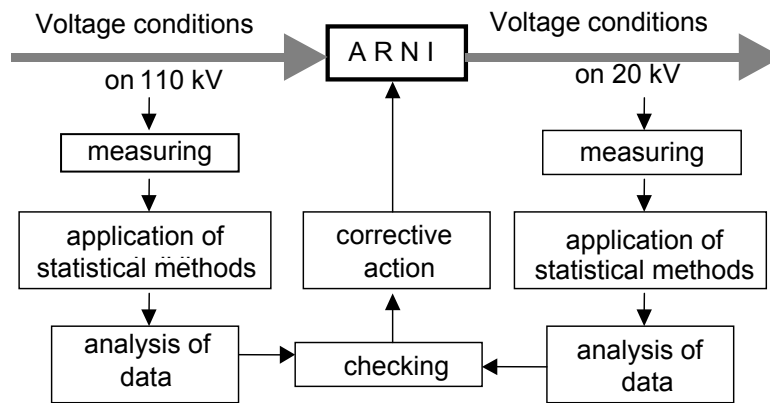 Voltage conditions
on 110 kV
A R N I
Voltage conditions
on 20 kV
measuring
measuring
application of
statistical methods
corrective
action
application of
statistical methods
analysis of
data
checking
analysis of
data